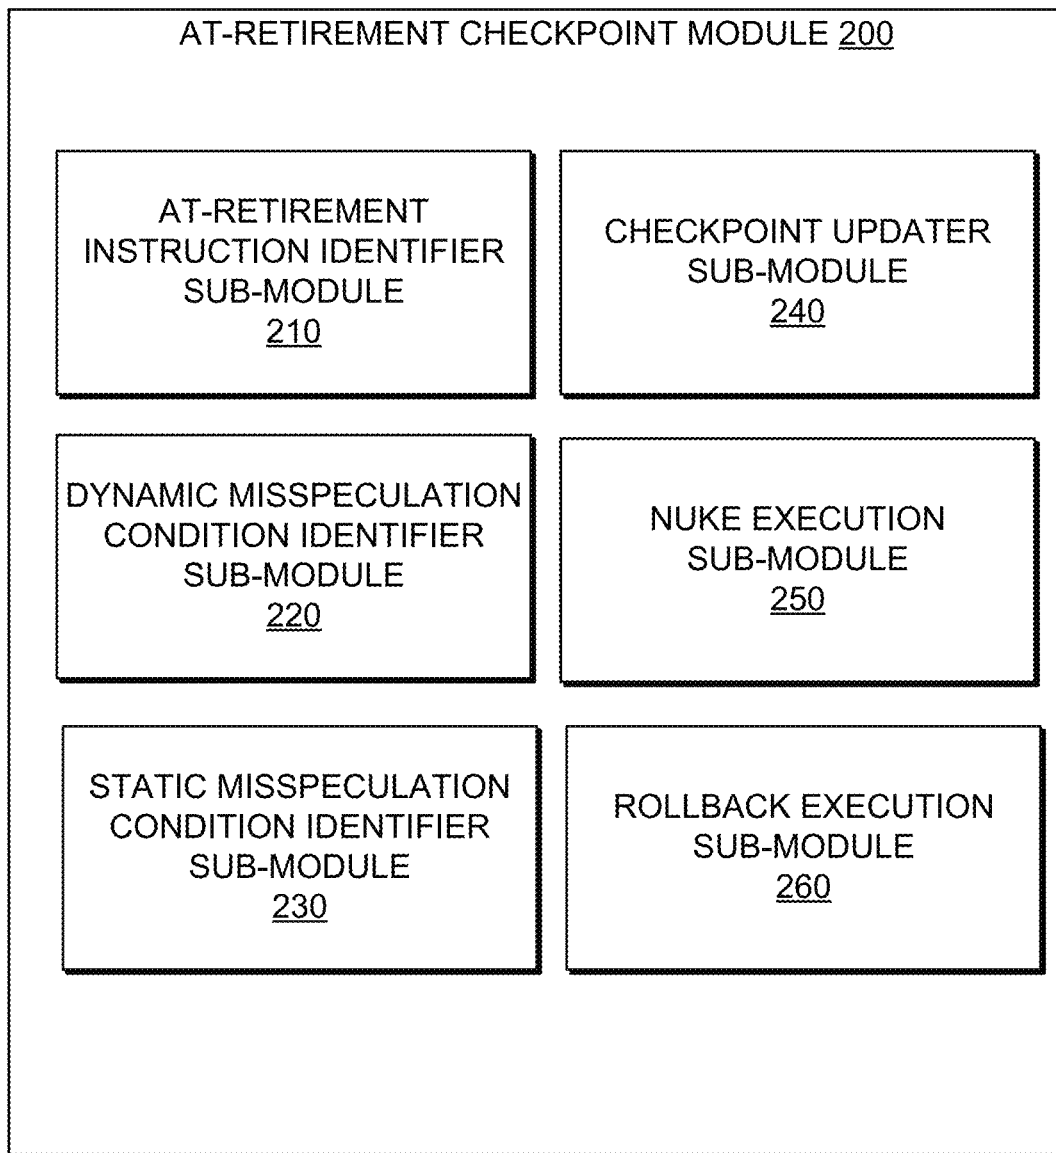 AT-RETIREMENT CHECKPOINT MODULE 200
AT-RETIREMENT
INSTRUCTION IDENTIFIER
SUB-MODULE
210
CHECKPOINT UPDATER
SUB-MODULE
240
DYNAMIC MISSPECULATION
CONDITION IDENTIFIER
SUB-MODULE
220
NUKE EXECUTION
SUB-MODULE
250
STATIC MISSPECULATION
CONDITION IDENTIFIER
SUB-MODULE
230
ROLLBACK EXECUTION
SUB-MODULE
260